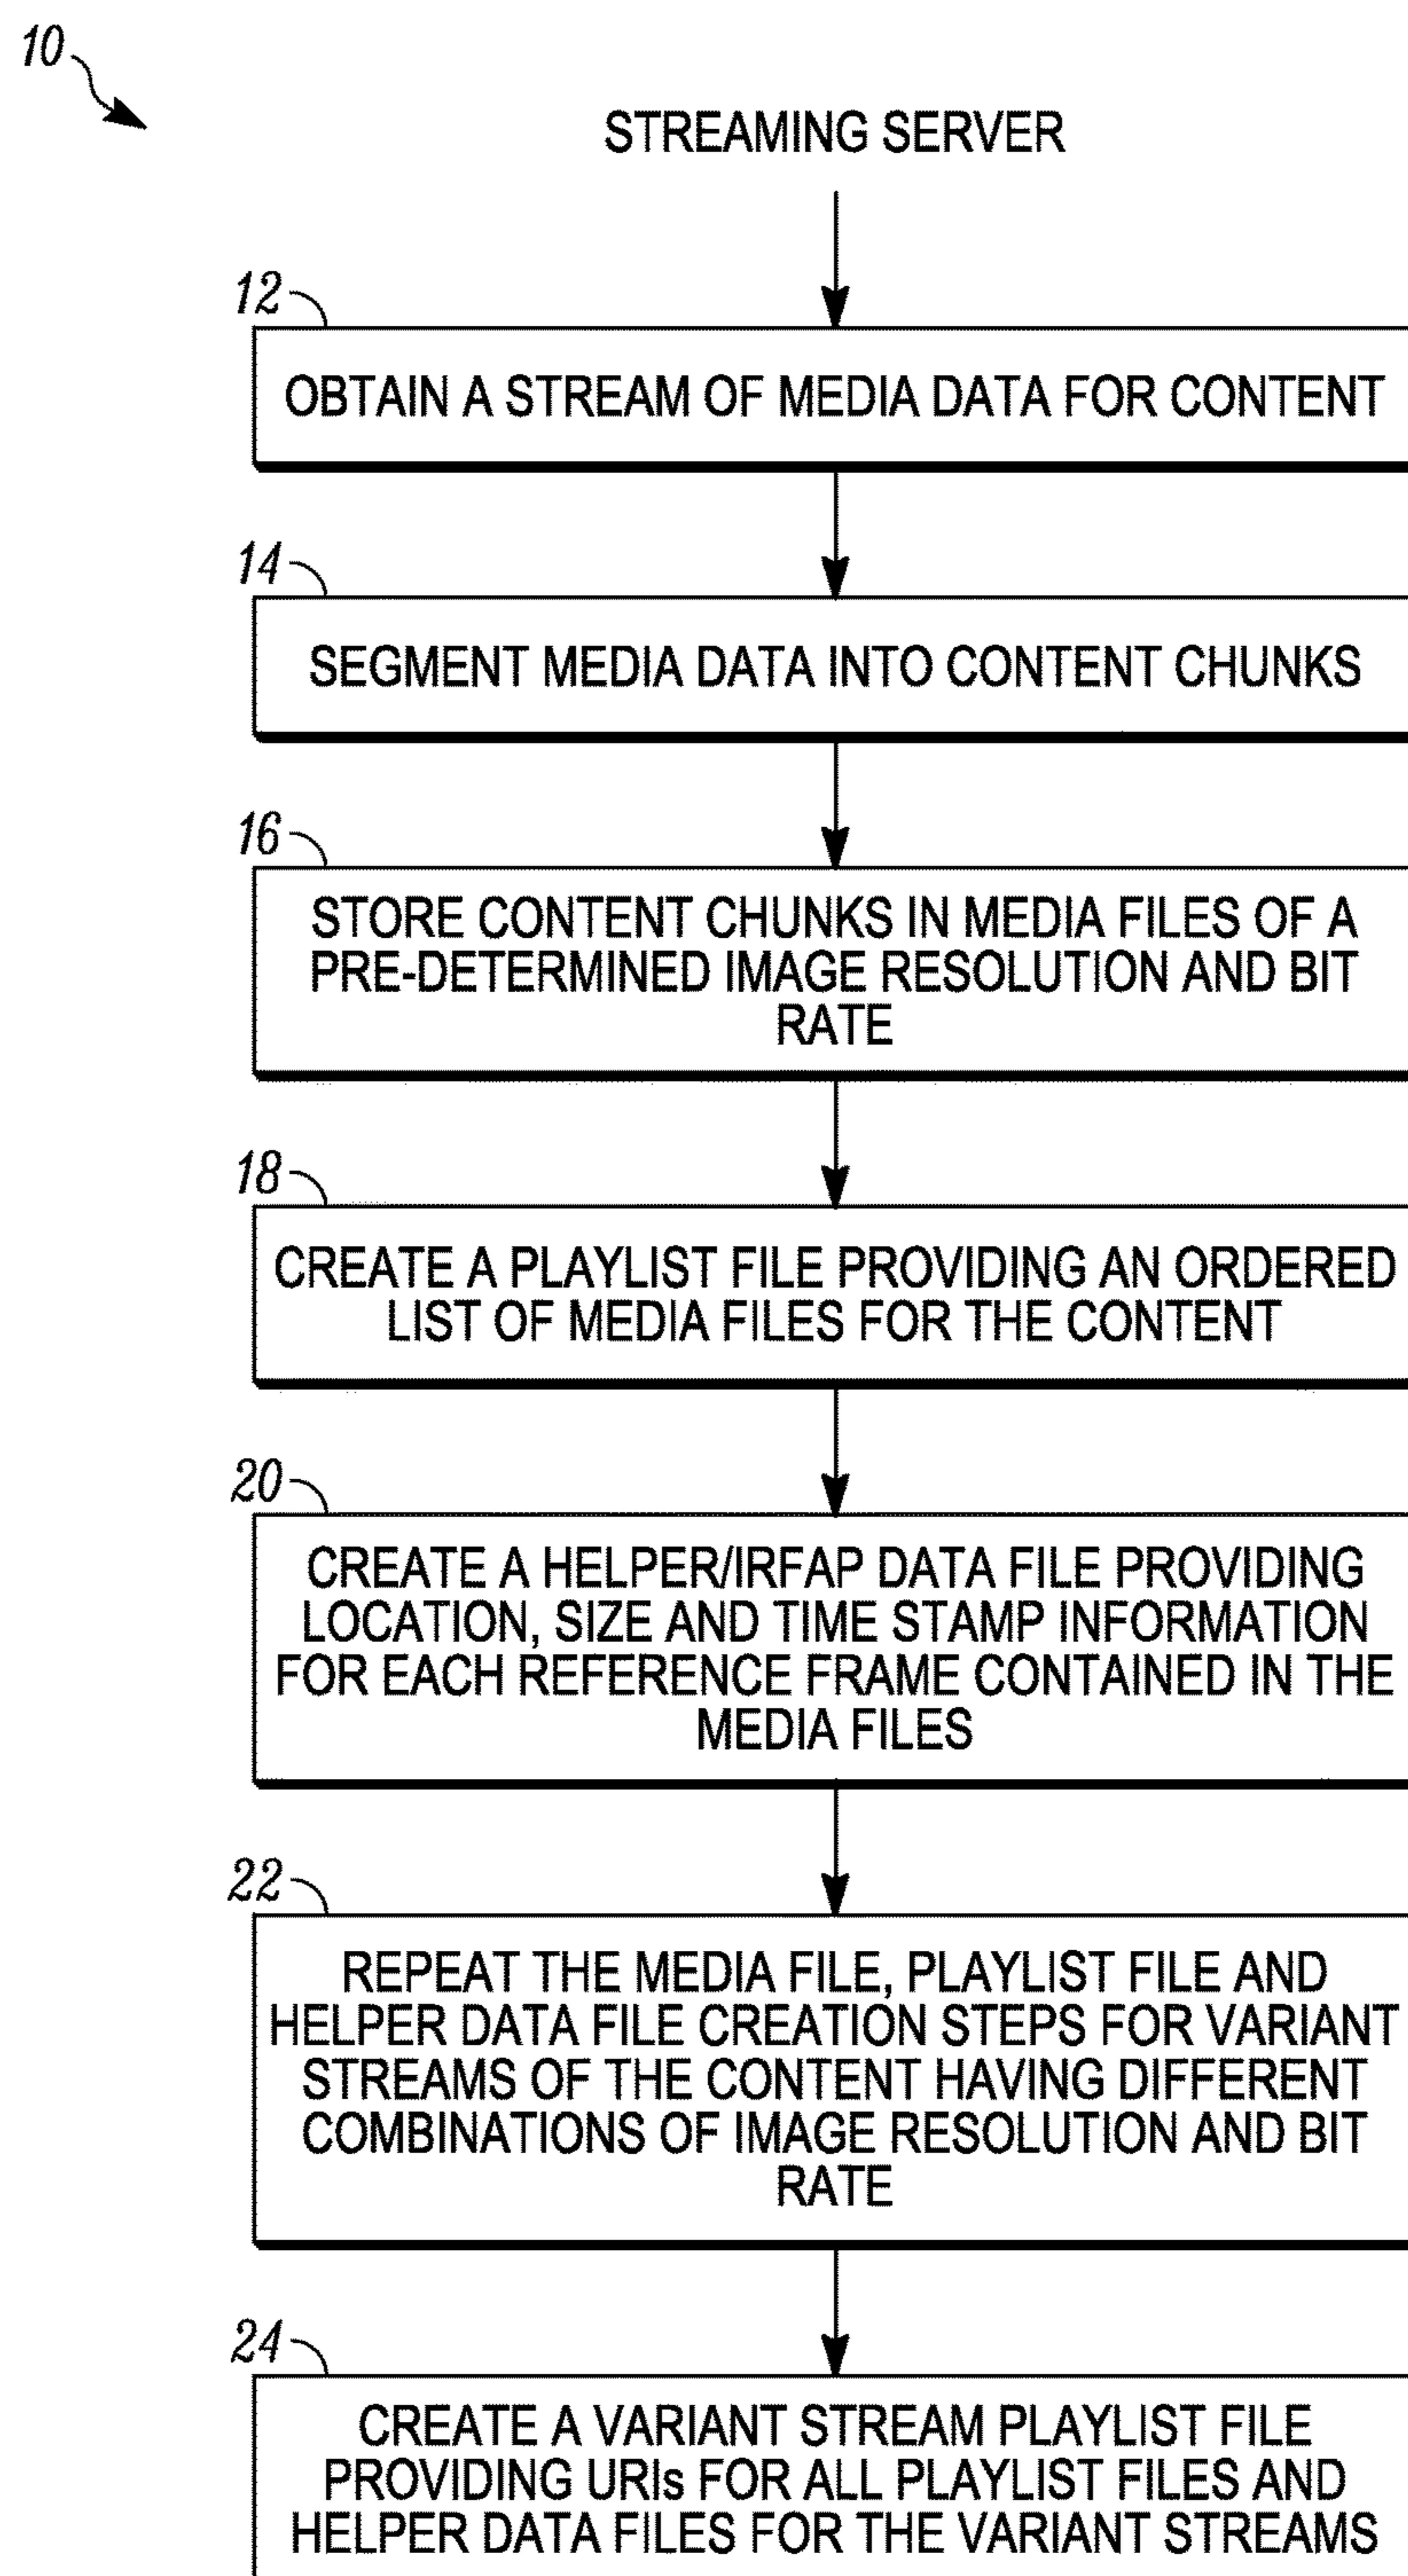 10
STREAMING SERVER
12
OBTAIN A STREAM OF MEDIA DATA FOR CONTENT
14
SEGMENT MEDIA DATA INTO CONTENT CHUNKS
16
STORE CONTENT CHUNKS IN MEDIA FILES OF A
PRE-DETERMINED IMAGE RESOLUTION AND BIT
RATE
18
CREATE A PLAYLIST FILE PROVIDING AN ORDERED
LIST OF MEDIA FILES FOR THE CONTENT
20
CREATE A HELPER/IRFAP DATA FILE PROVIDING
LOCATION, SIZE AND TIME STAMP INFORMATION
FOR EACH REFERENCE FRAME CONTAINED IN THE
MEDIA FILES
22
REPEAT THE MEDIA FILE, PLAYLIST FILE AND
HELPER DATA FILE CREATION STEPS FOR VARIANT
STREAMS OF THE CONTENT HAVING DIFFERENT
COMBINATIONS OF IMAGE RESOLUTION AND BIT
RATE
24
CREATE A VARIANT STREAM PLAYLIST FILE
PROVIDING URIs FOR ALL PLAYLIST FILES AND
HELPER DATA FILES FOR THE VARIANT STREAMS